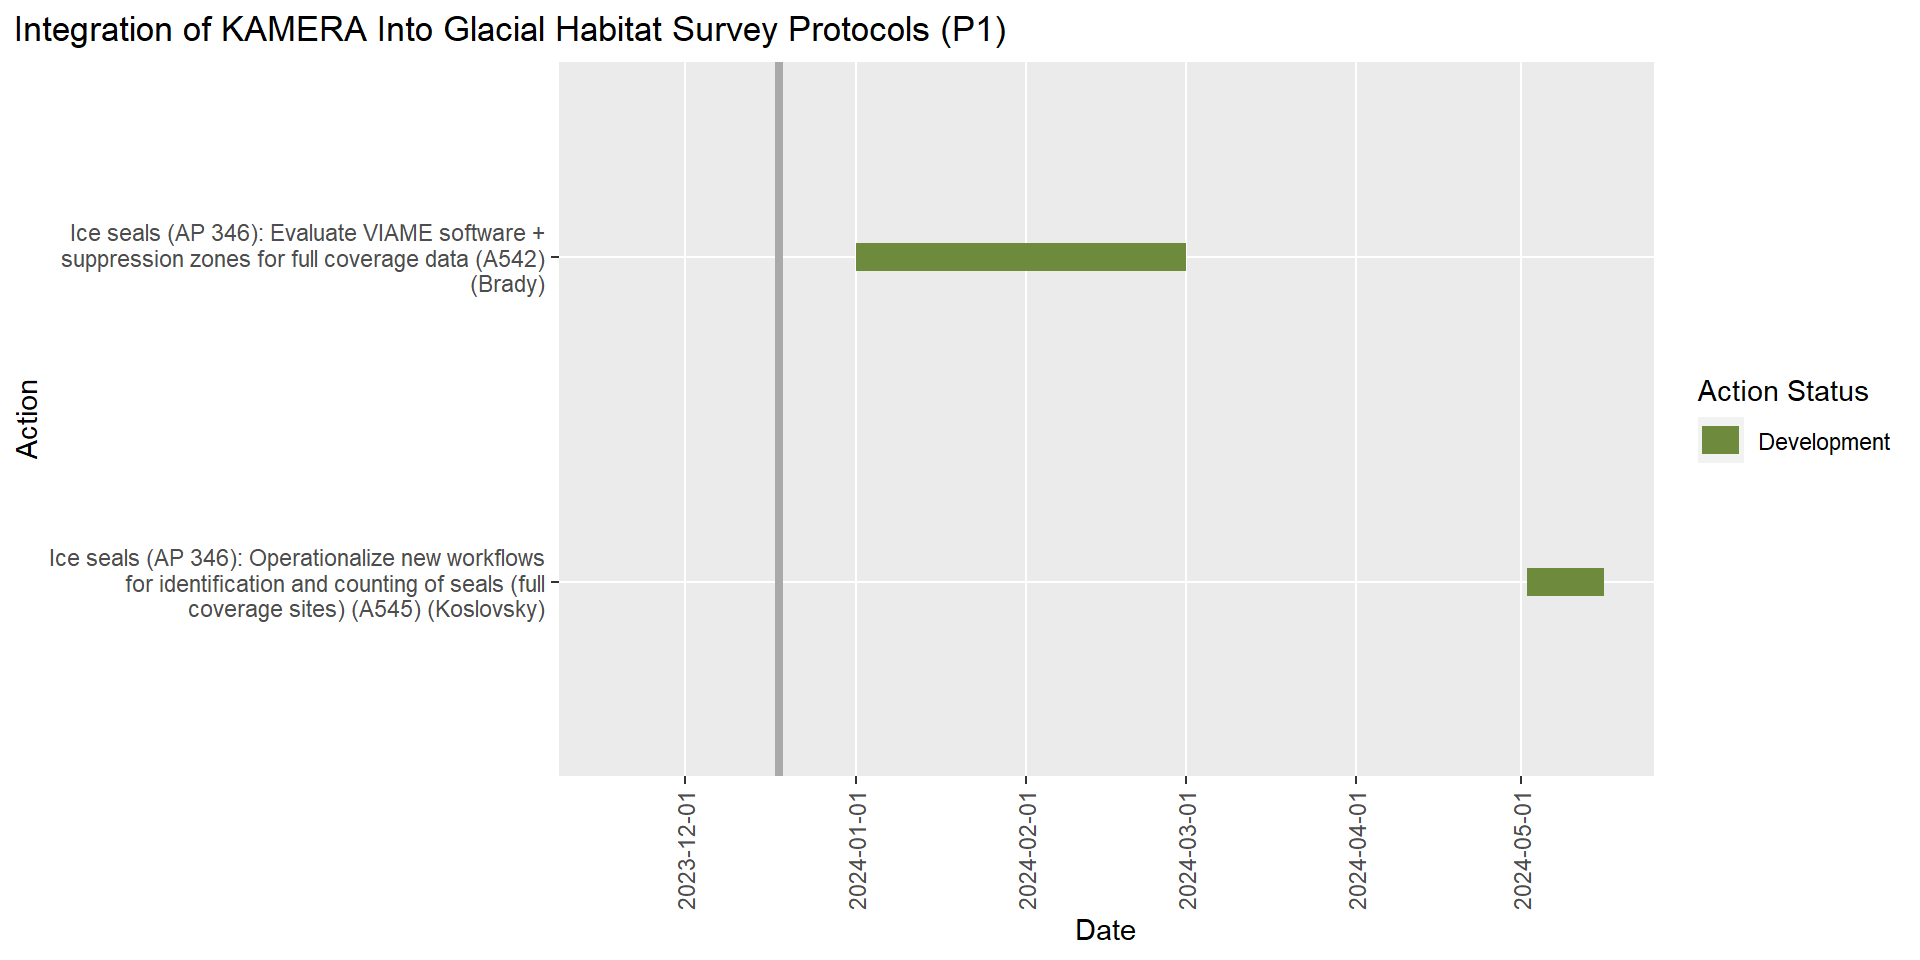 Integration of KAMERA Into Glacial Habitat Survey Protocols (P1)
Action
Ice seals (AP 346): Evaluate VIAME software +
suppression zones for full coverage data (A542)
(Brady)
Ice seals (AP 346): Operationalize new workflows
for identification and counting of seals (full
coverage sites) (A545) (Koslovsky)
2023-12-01
2024-01-01
2024-02-01
2024-03-01
2024-04-01
2024-05-01
Date
Action Status
Development